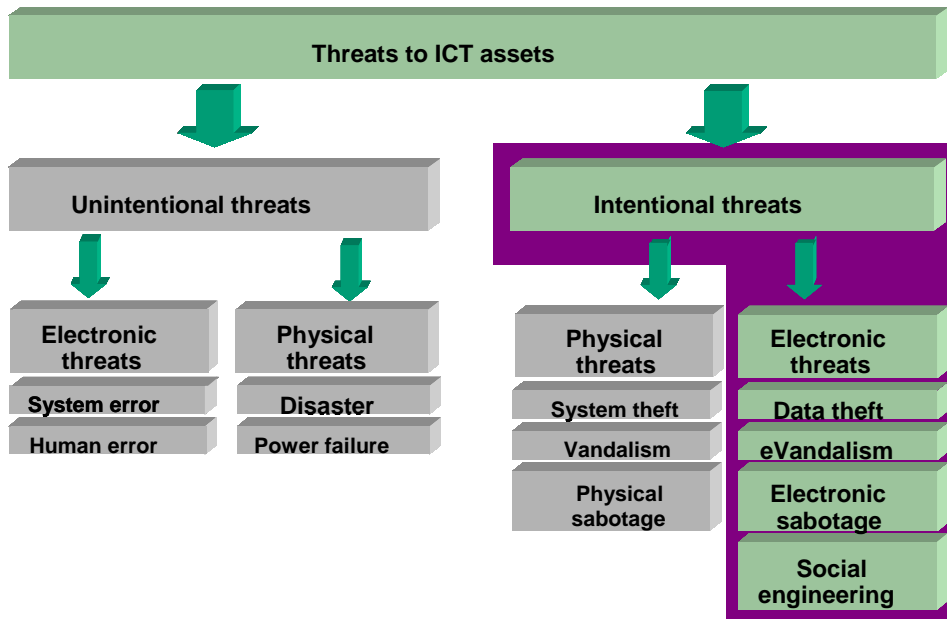 Threats to ICT assets
Unintentional threats
Intentional threats
Electronic
threats
System error
Human error
Physical
threats
Disaster
Power failure
Physical
threats
System theft
Vandalism
Physical
sabotage
Electronic
threats
Data theft
eVandalism
Electronic
sabotage
Social
engineering